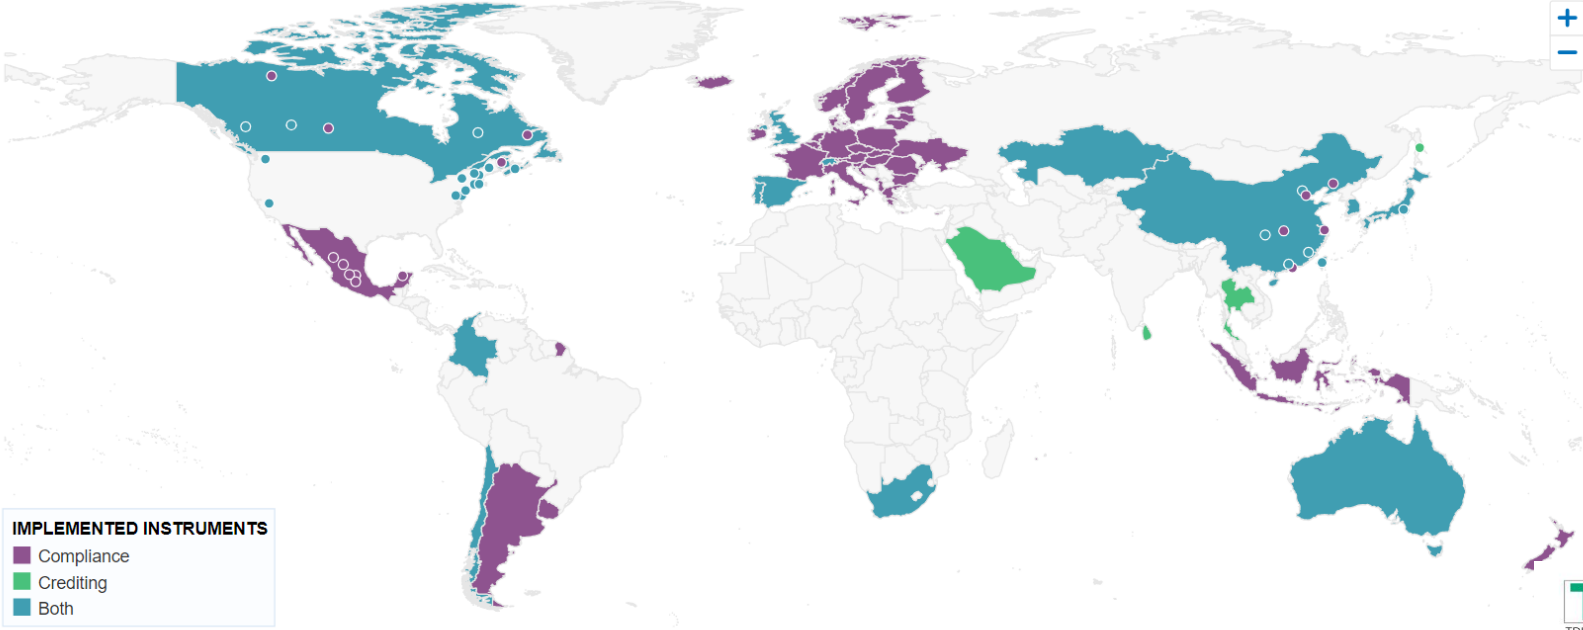 +
−
IMPLEMENTED INSTRUMENTS
Compliance
Crediting
Both